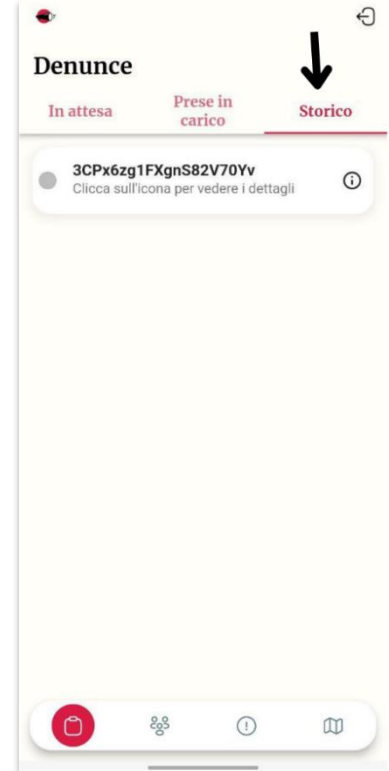 Denunce
In attesa
Prese in
carico
Storico
3CPx6zg1FXgnS82V70Yv
Clicca sull'icona per vedere i dettagli